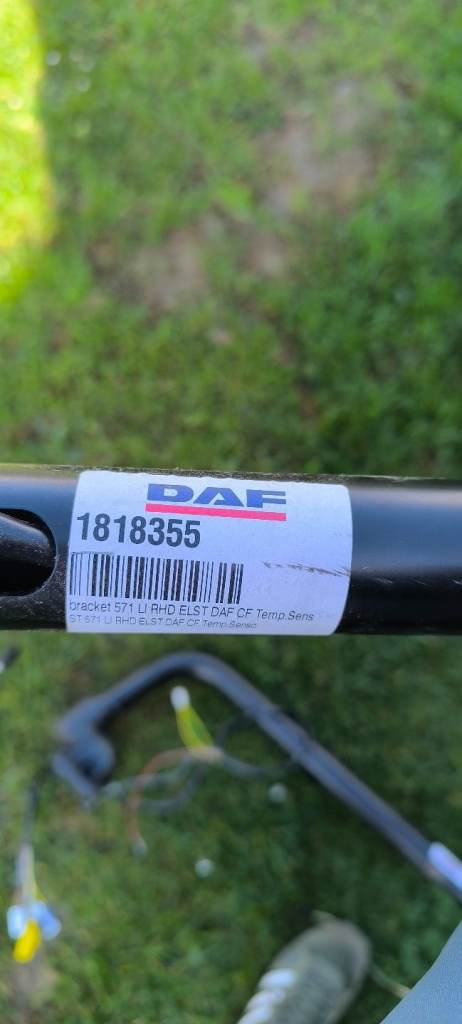 DAF
1818355
bracket 571 LI RHD ELST DAF CF Temp.Sens
ST 571 LI RHD ELST DAF CF Temp.Senso